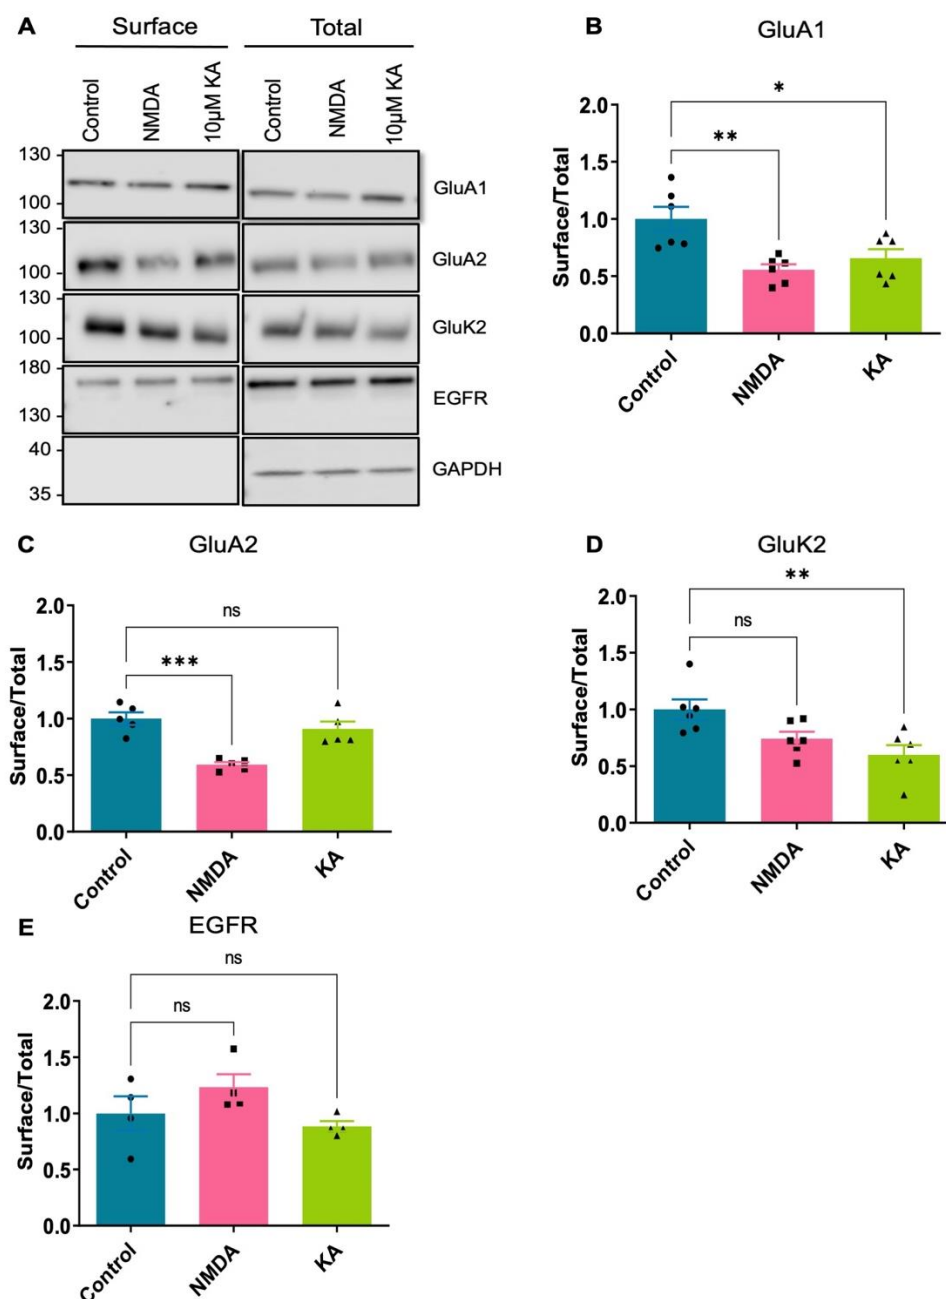 A
Surface
Total
Control
NMDA
10µM KA
Control
NMDA
10µM KA
130
100
GluA1
130
100
GluA2
130
100
GluK2
180
130
EGFR
40
35
GAPDH
B
GluA1
*
**
Surface/Total
2.0
1.5
1.0
0.5
0.0
Control
NMDA
KA
C
GluA2
ns
***
Surface/Total
2.0
1.5
1.0
0.5
0.0
Control
NMDA
KA
D
GluK2
**
ns
Surface/Total
2.0
1.5
1.0
0.5
0.0
Control
NMDA
KA
E
EGFR
ns
ns
Surface/Total
2.0
1.5
1.0
0.5
0.0
Control
NMDA
KA